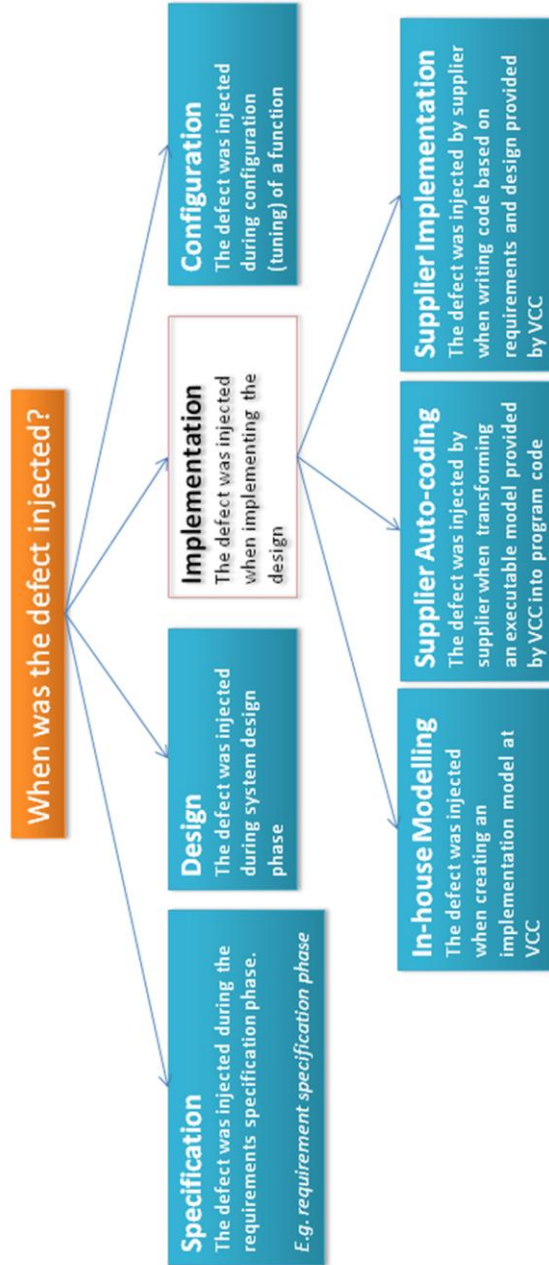 When was the defect injected?
Specification
The defect was injected during the
requirements specification phase.
E.g. requirement specification phase
Design
The defect was injected
during system design
phase
Implementation
The defect was injected
when implementing the
design
Configuration
The defect was injected
during configuration
(tuning) of a function
In-house Modelling
The defect was injected
when creating an
implementation model at
VCC
Supplier Auto-coding
The defect was injected by
supplier when transforming
an executable model provided
by VCC into program code
Supplier Implementation
The defect was injected by supplier
when writing code based on
requirements and design provided
by VCC